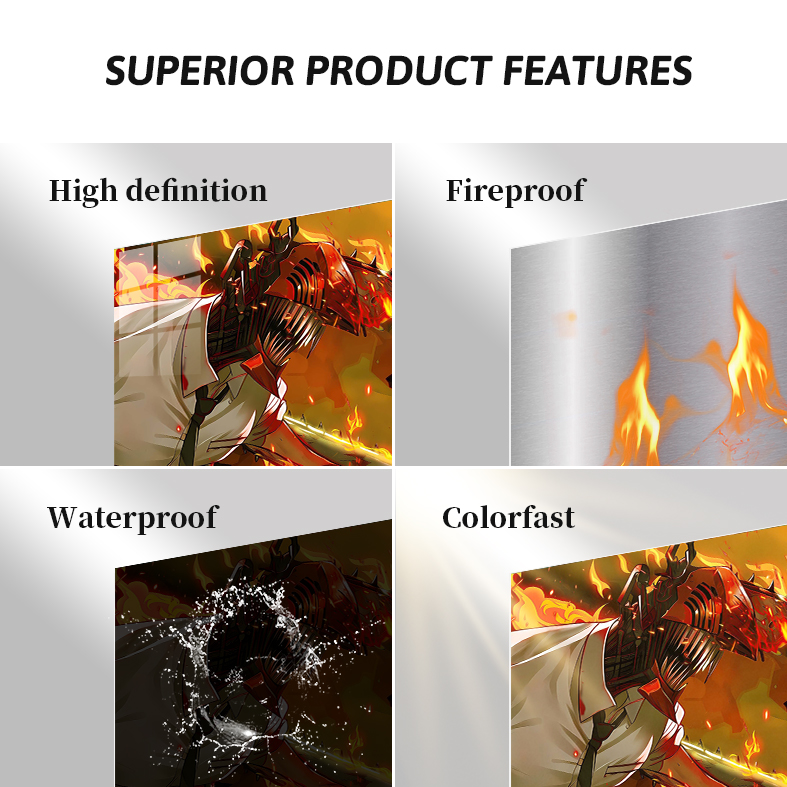 SUPERIOR PRODUCT FEATURES
High definition
Fireproof
Waterproof
Colorfast